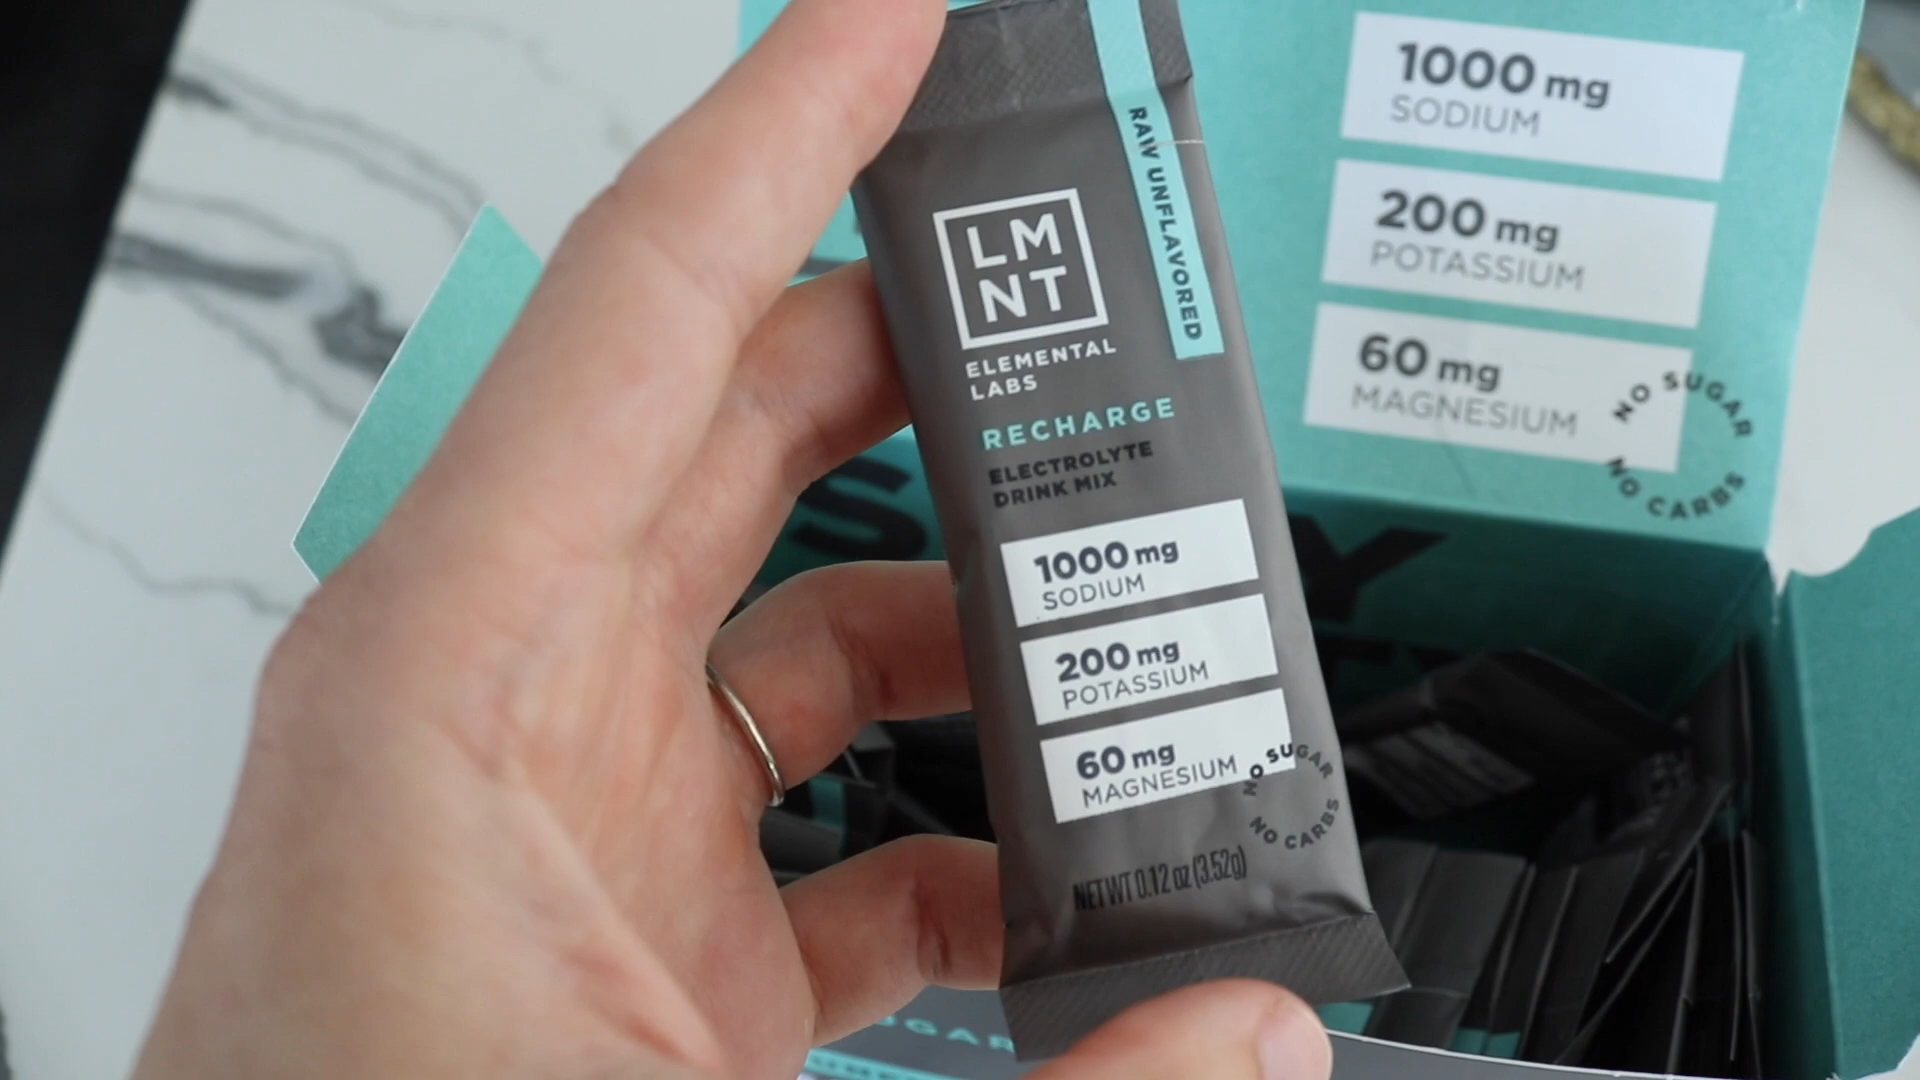 RAW UNFLAVORED
LM
NT
ELEMENTAL
LABS
RECHARGE
ELECTROLYTE
DRINK MIX
1000 mg
SODIUM
200 mg
POTASSIUM
60 mg
MAGNESIUM
NO SUGAR
NO CARBS
NET WT 0.12 oz (3.52g)
1000 mg
SODIUM
200 mg
POTASSIUM
60 mg
MAGNESIUM
NO SUGAR
NO CARBS